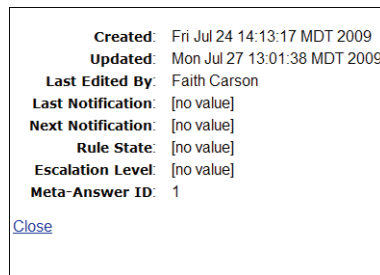 Created: Fri Jul 24 14:13:17 MDT 2009
Updated: Mon Jul 27 13:01:38 MDT 2009
Last Edited By: Faith Carson
Last Notification: [no value]
Next Notification: [no value]
Rule State: [no value]
Escalation Level: [no value]
Meta-Answer ID: 1
Close